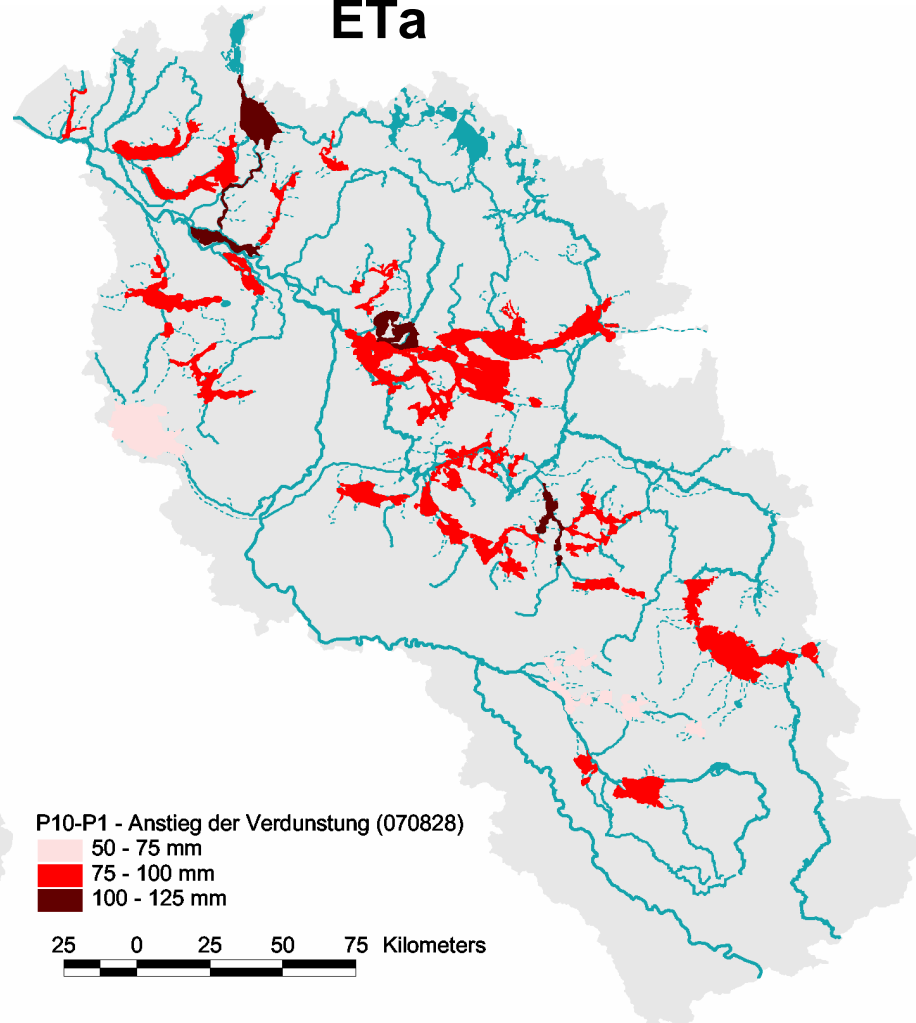 ETa
P10-P1 - Anstieg der Verdunstung (070828)
50 - 75 mm
75 - 100 mm
100 - 125 mm
25 0 25 50 75 Kilometers